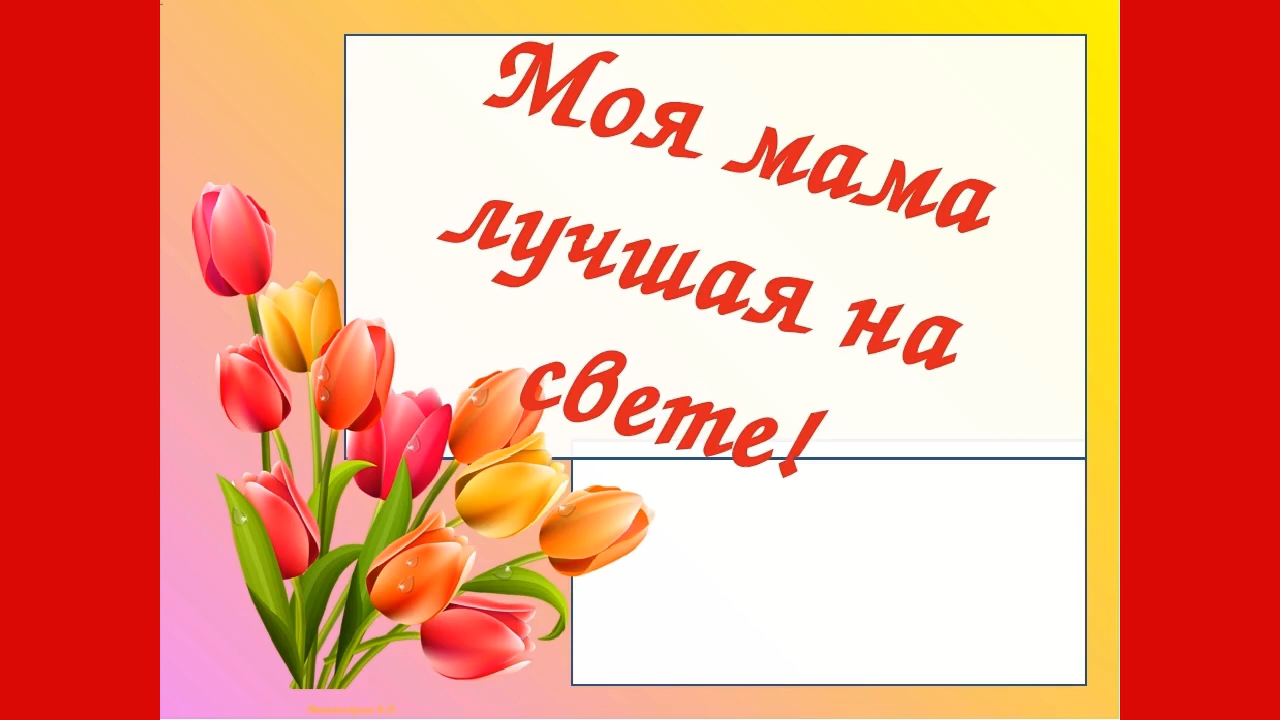 Моя мама
лучшая на
свете!